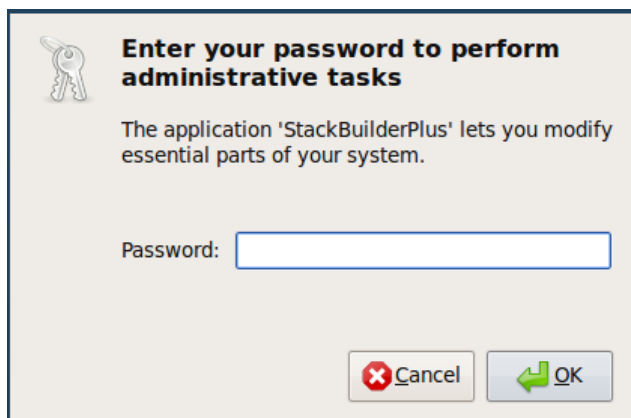 Enter your password to perform
administrative tasks
The application 'StackBuilderPlus' lets you modify
essential parts of your system.
Password:
Cancel
OK